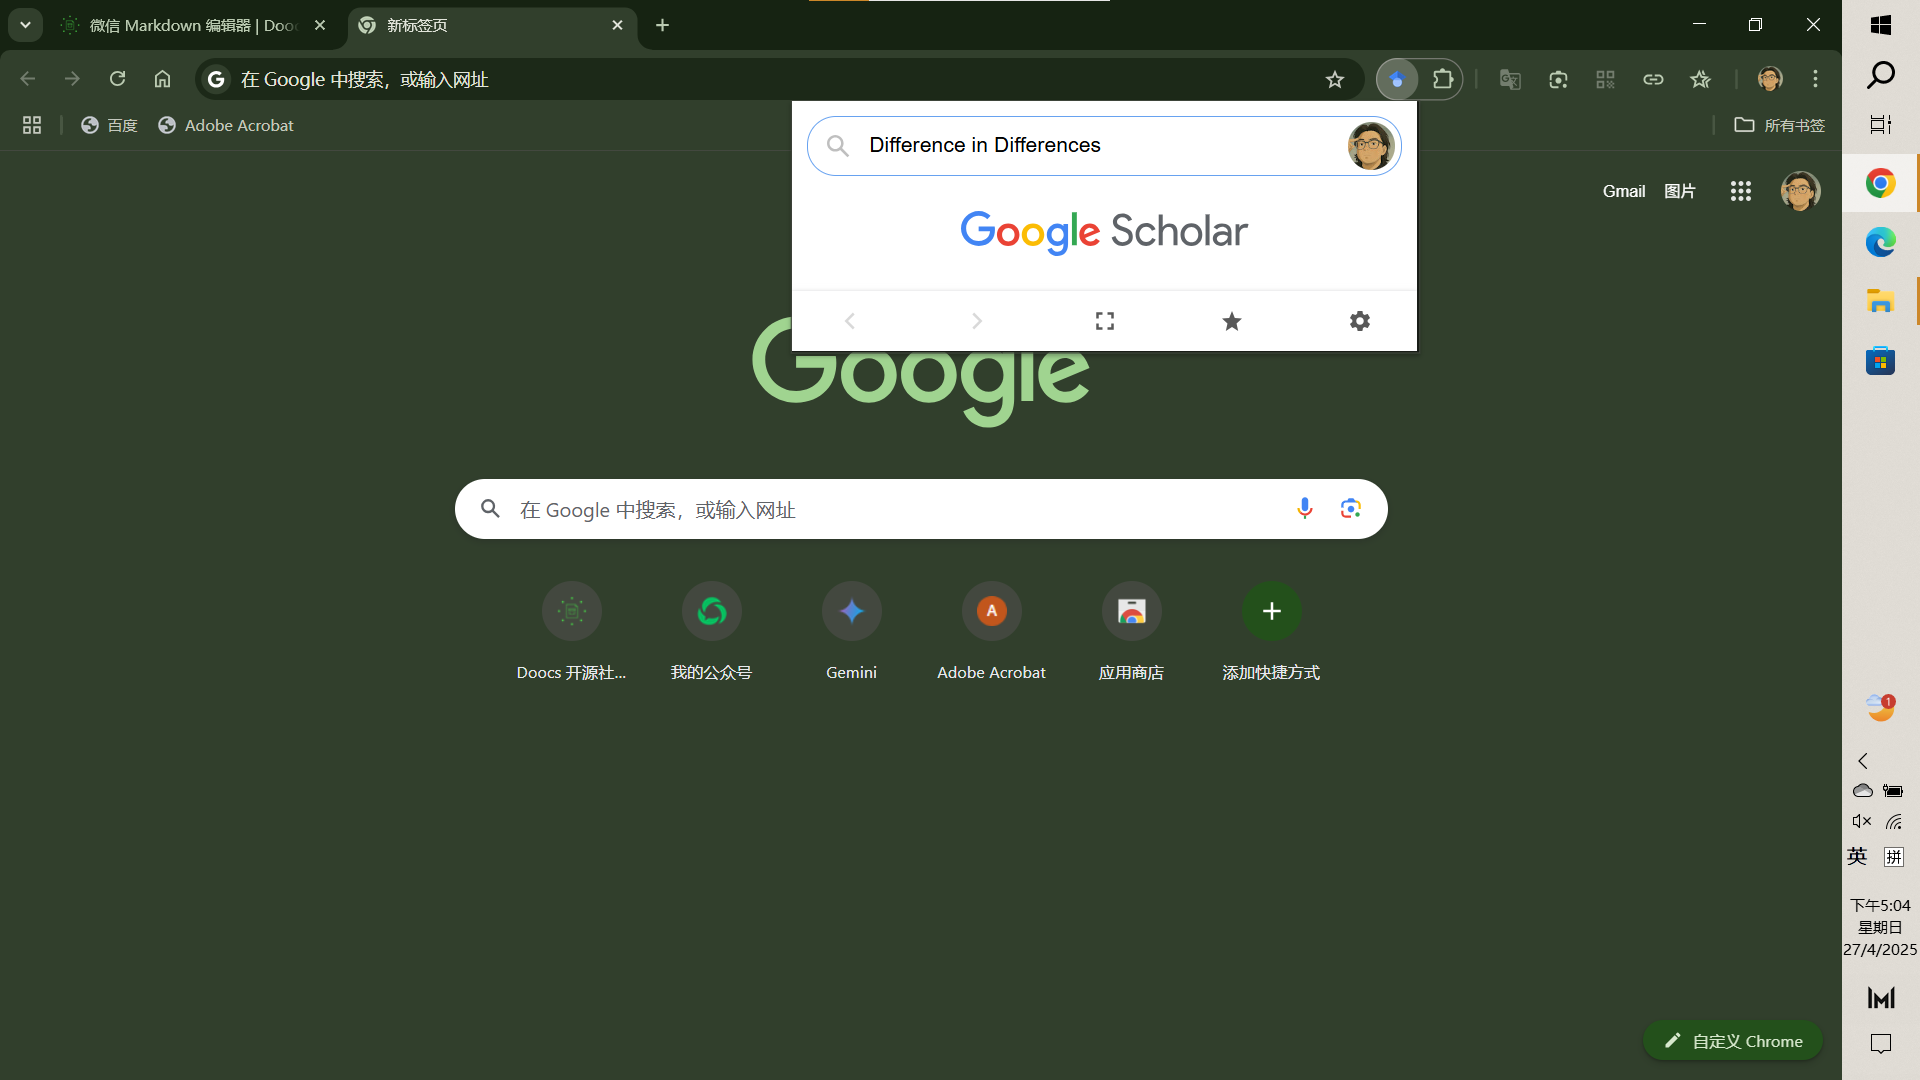 微信 Markdown 编辑器 | Dooc
新标签页
在 Google 中搜索，或输入网址
百度
Adobe Acrobat
所有书签
Difference in Differences
Google Scholar
Gmail
图片
Google
在 Google 中搜索，或输入网址
A
Doocs 开源社...
我的公众号
Gemini
Adobe Acrobat
应用商店
添加快捷方式
1
英
拼
下午5:04
星期日
27/4/2025
自定义 Chrome